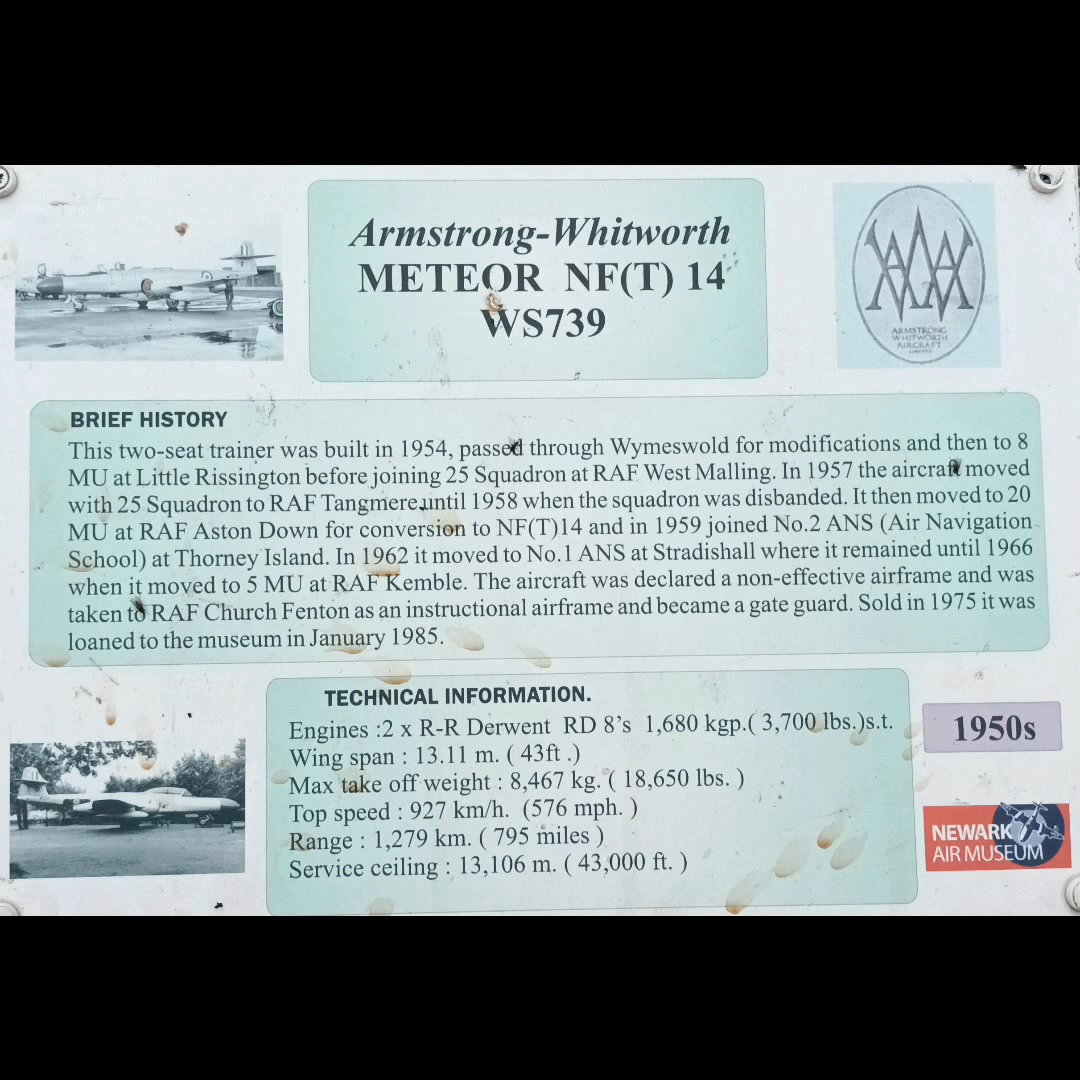 Armstrong-Whitworth
METEOR NF(T) 14
WS739
ARMSTRONG
WHITWORTH
AIRCRAFT
BRIEF HISTORY
This two-seat trainer was built in 1954, passed through Wymeswold for modifications and then to 8
MU at Little Rissington before joining 25 Squadron at RAF West Malling. In 1957 the aircraft moved
with 25 Squadron to RAF Tangmere until 1958 when the squadron was disbanded. It then moved to 20
MU at RAF Aston Down for conversion to NF(T)14 and in 1959 joined No.2 ANS (Air Navigation
School) at Thorney Island. In 1962 it moved to No.1 ANS at Stradishall where it remained until 1966
when it moved to 5 MU at RAF Kemble. The aircraft was declared a non-effective airframe and was
taken to RAF Church Fenton as an instructional airframe and became a gate guard. Sold in 1975 it was
loaned to the museum in January 1985.
TECHNICAL INFORMATION.
Engines :2 x R-R Derwent RD 8's 1,680 kgp.( 3,700 lbs.)s.t.
Wing span : 13.11 m. ( 43ft .)
Max take off weight : 8,467 kg. ( 18,650 lbs. )
Top speed : 927 km/h. (576 mph. )
Range : 1,279 km. ( 795 miles )
Service ceiling : 13,106 m. ( 43,000 ft. )
1950s
NEWARK
AIR MUSEUM